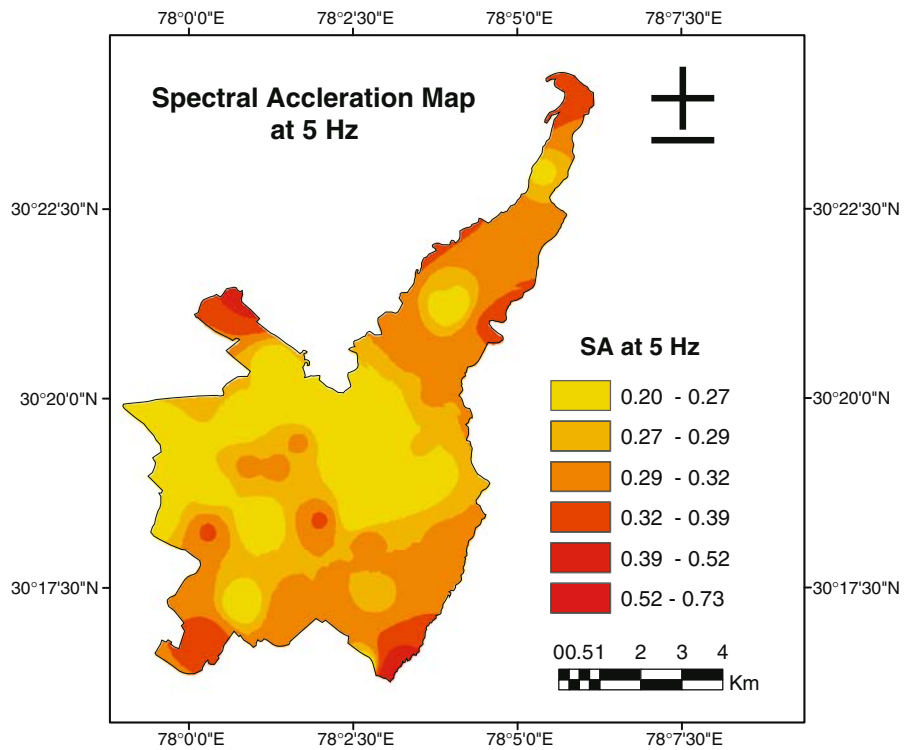 78°0'0"E 78°2'30"E 78°5'0"E 78°7'30"E
Spectral Accleration Map
at 5 Hz
30°22'30"N 30°22'30"N
SA at 5 Hz
0.20 - 0.27
30°20'0"N 30°20'0"N
0.27 - 0.29
0.29 - 0.32
0.32 - 0.39
0.39 - 0.52
30°17'30"N 30°17'30"N
0.52 - 0.73
00.51 2 3 4
Km
78°0'0"E 78°2'30"E 78°5'0"E 78°7'30"E